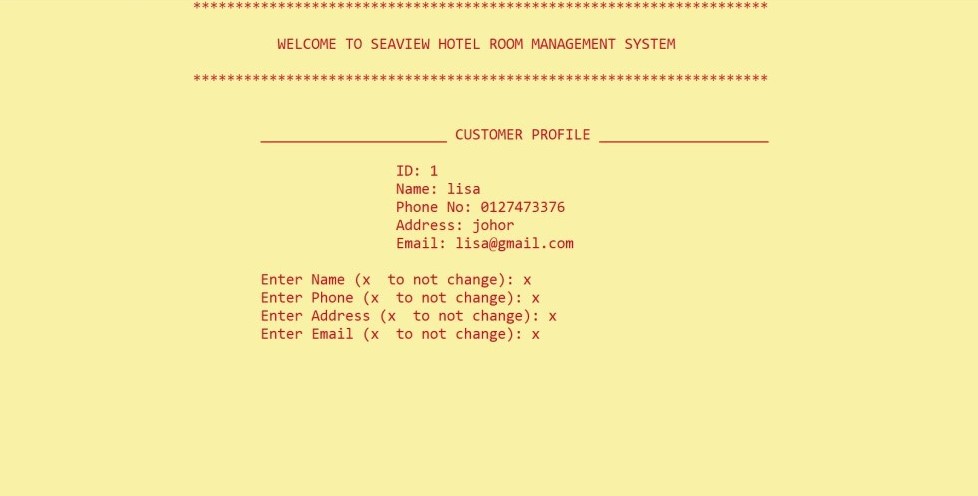 ********************************************************************
WELCOME TO SEAVIEW HOTEL ROOM MANAGEMENT SYSTEM
********************************************************************
______________________ CUSTOMER PROFILE ____________________
ID: 1
Name: lisa
Phone No: 0127473376
Address: johor
Email: lisa@gmail.com
Enter Name (x  to not change): x
Enter Phone (x  to not change): x
Enter Address (x  to not change): x
Enter Email (x  to not change): x